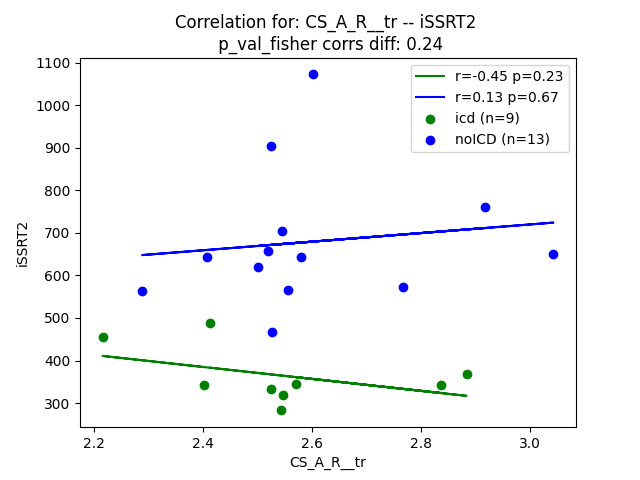 Correlation for: CS_A_R__tr -- iSSRT2
p_val_fisher corrs diff: 0.24
r=-0.45 p=0.23
r=0.13 p=0.67
icd (n=9)
noICD (n=13)
1100
1000
900
800
700
600
500
400
300
iSSRT2
2.2
2.4
2.6
2.8
3.0
CS_A_R__tr